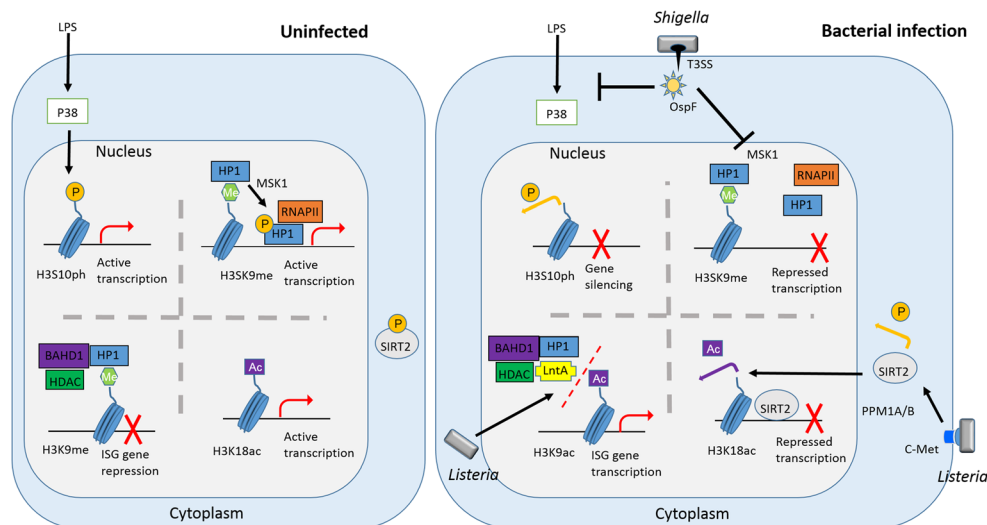 Uninfected
LPS
P38
Nucleus
P
H3S10ph
Active
transcription
HP1
Me
MSK1
P
RNAPII
HP1
H3SK9me
Active
transcription
BAHD1
HP1
HDAC
Me
H3K9me
ISG gene
repression
Ac
H3K18ac
Active
transcription
P
SIRT2
Cytoplasm
Bacterial infection
Shigella
LPS
T3SS
OspF
P38
Nucleus
P
H3S10ph
Gene
silencing
MSK1
HP1
Me
RNAPII
HP1
H3SK9me
Repressed
transcription
BAHD1
HP1
HDAC
LntA
Ac
H3K9ac
ISG gene
transcription
Listeria
Ac
SIRT2
H3K18ac
Repressed
transcription
P
SIRT2
PPM1A/B
C-Met
Listeria
Cytoplasm